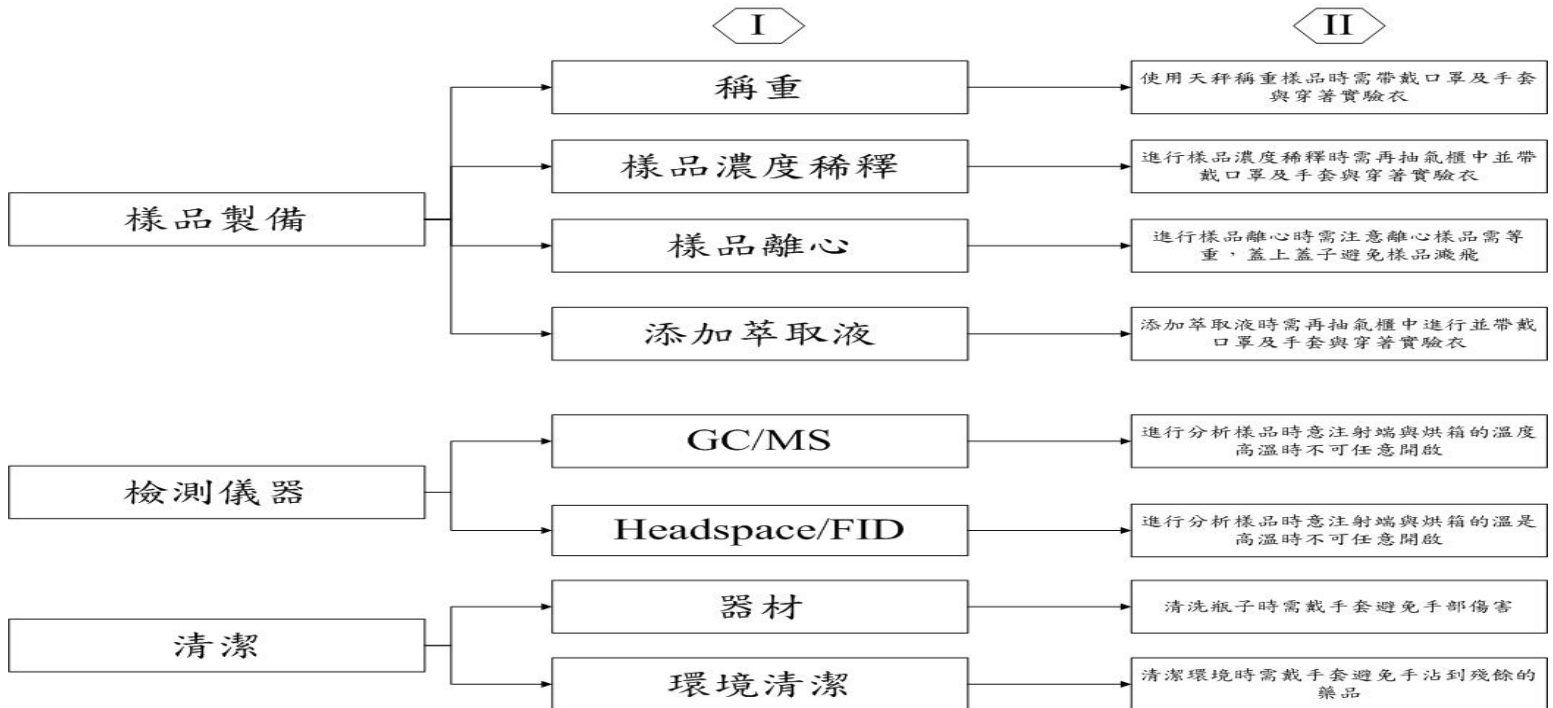 I
II
稱重
使用天秤稱重樣品時需帶戴口罩及手套
與穿著實驗衣
樣品濃度稀釋
進行樣品濃度稀釋時需再抽氣櫃中並帶
戴口罩及手套與穿著實驗衣
樣品製備
樣品離心
進行樣品離心時需注意離心樣品需等
重，蓋上蓋子避免樣品濺飛
添加萃取液
添加萃取液時需再抽氣櫃中進行並帶戴
口罩及手套與穿著實驗衣
GC/MS
進行分析樣品時意注射端與烘箱的溫度
高溫時不可任意開啟
檢測儀器
Headspace/FID
進行分析樣品時意注射端與烘箱的溫是
高溫時不可任意開啟
器材
清洗瓶子時需戴手套避免手部傷害
清潔
環境清潔
清潔環境時需戴手套避免手沾到殘餘的
藥品